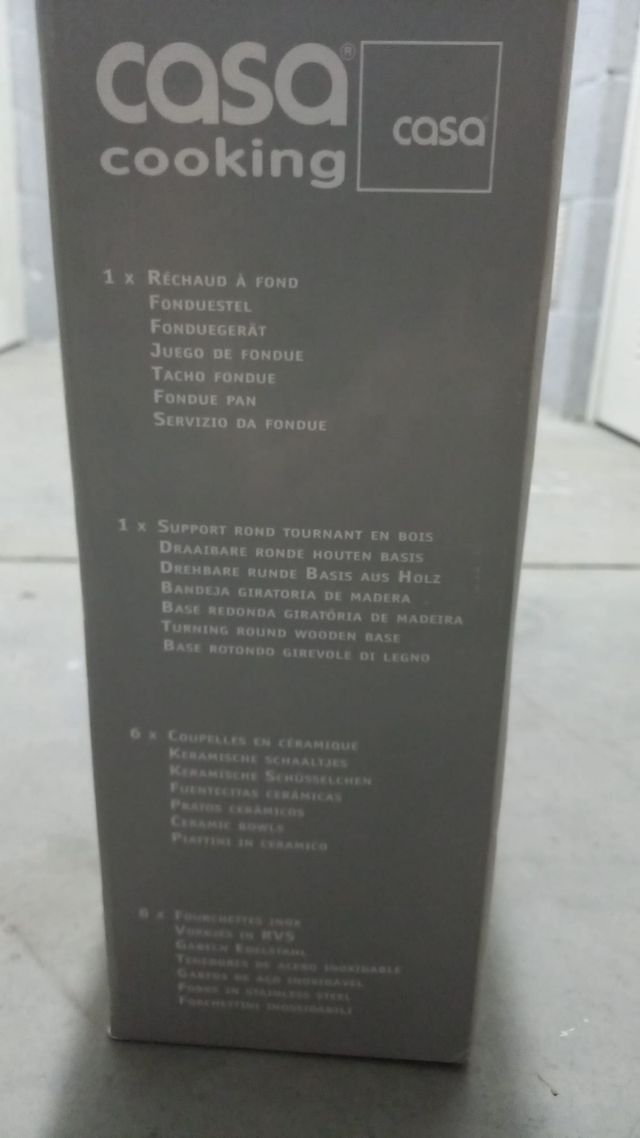 casa®
cooking
casa
1 x Réchaud à fond
Fonduestel
Fonduegerät
Juego de fondue
Tacho fondue
Fondue pan
Servizio da fondue
1 x Support rond tournant en bois
Draaibare ronde houten basis
Drehbare runde Basis aus Holz
Bandeja giratoria de madera
Base redonda giratória de madeira
Turning round wooden base
Base rotondo girevole di legno
6 x Coupelles en céramique
Keramische schaaltjes
Keramische Schüsselchen
Fuentecitas cerámicas
Pratos cerâmicos
Ceramic bowls
Piattini in ceramico
x Fourchettes inox
Vorkjes in RVS
Gabeln Edelstahl
Tenedores de acero inoxidable
Garfos de aço inoxidavel
Forks in stainless steel
Forchettini inossidabili